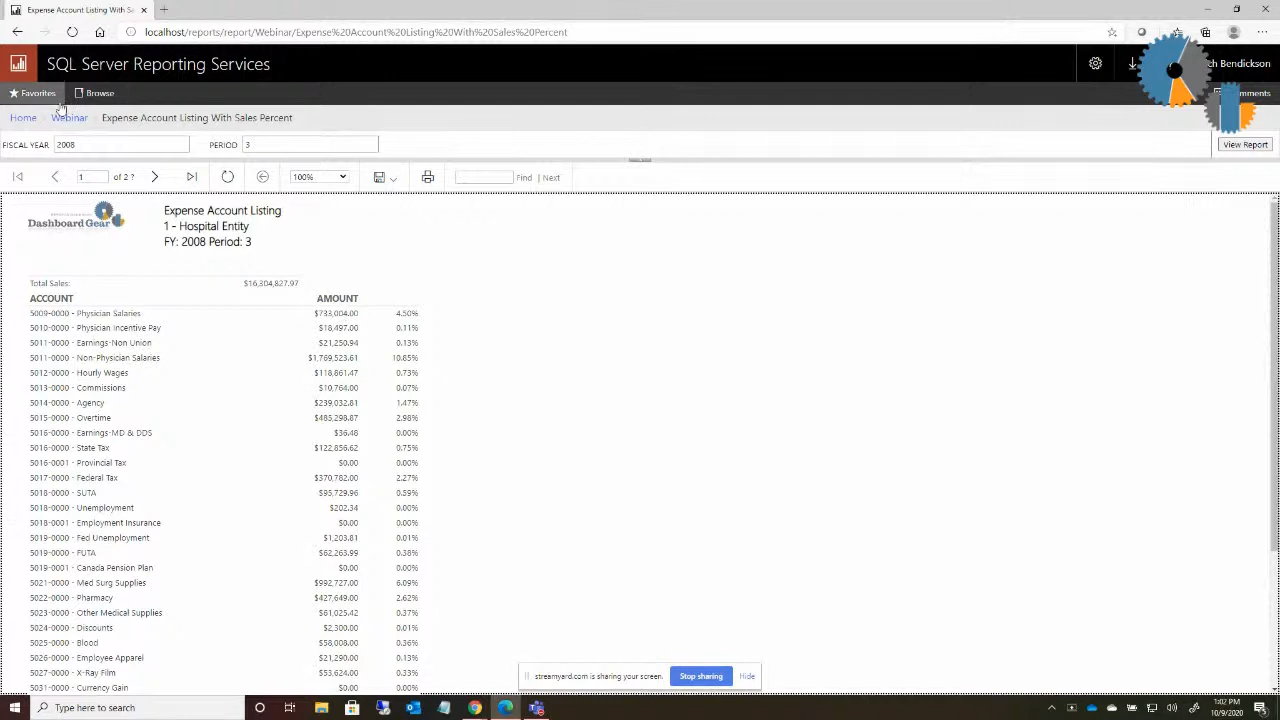 Expense Account Listing With Sa
localhost/reports/report/Webinar/Expense%20Account%20Listing%20With%20Sales%20Percent
SQL Server Reporting Services
th Bendickson
Favorites Browse
omments
Home Webinar Expense Account Listing With Sales Percent
FISCAL YEAR 2008 PERIOD 3 View Report
1 of 2 ? 100% Find | Next
DashboardGear
Expense Account Listing
1 - Hospital Entity
FY: 2008 Period: 3
Total Sales: $16,304,827.97
ACCOUNT AMOUNT
5009-0000 - Physician Salaries $733,004.00 4.50%
5010-0000 - Physician Incentive Pay $18,497.00 0.11%
5011-0000 - Earnings-Non Union $21,250.94 0.13%
5011-0000 - Non-Physician Salaries $1,769,523.61 10.85%
5012-0000 - Hourly Wages $118,861.47 0.73%
5013-0000 - Commissions $10,764.00 0.07%
5014-0000 - Agency $239,032.81 1.47%
5015-0000 - Overtime $485,298.87 2.98%
5016-0000 - Earnings-MD & DDS $36.48 0.00%
5016-0000 - State Tax $122,856.62 0.75%
5016-0001 - Provincial Tax $0.00 0.00%
5017-0000 - Federal Tax $370,782.00 2.27%
5018-0000 - SUTA $95,729.96 0.59%
5018-0000 - Unemployment $202.34 0.00%
5018-0001 - Employment Insurance $0.00 0.00%
5019-0000 - Fed Unemployment $1,203.81 0.01%
5019-0000 - FUTA $62,263.99 0.38%
5019-0001 - Canada Pension Plan $0.00 0.00%
5021-0000 - Med Surg Supplies $992,727.00 6.09%
5022-0000 - Pharmacy $427,649.00 2.62%
5023-0000 - Other Medical Supplies $61,025.42 0.37%
5024-0000 - Discounts $2,300.00 0.01%
5025-0000 - Blood $58,008.00 0.36%
5026-0000 - Employee Apparel $21,290.00 0.13%
5027-0000 - X-Ray Film $53,624.00 0.33%
5031-0000 - Currency Gain $0.00 0.00%
streamyard.com is sharing your screen. Stop sharing Hide
Type here to search
1:02 PM
10/9/2020